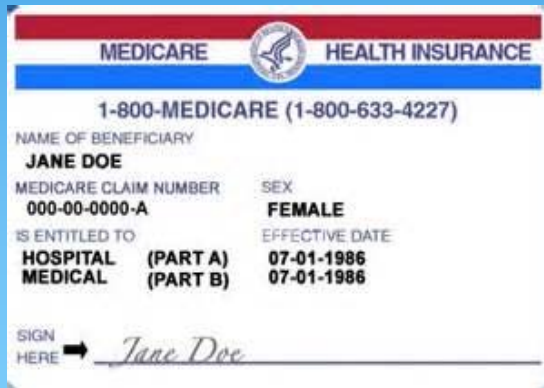 MEDICARE HEALTH INSURANCE
1-800-MEDICARE (1-800-633-4227)
NAME OF BENEFICIARY
JANE DOE
MEDICARE CLAIM NUMBER SEX
000-00-0000-A FEMALE
IS ENTITLED TO EFFECTIVE DATE
HOSPITAL (PART A) 07-01-1986
MEDICAL (PART B) 07-01-1986
SIGN
HERE Jane Doe